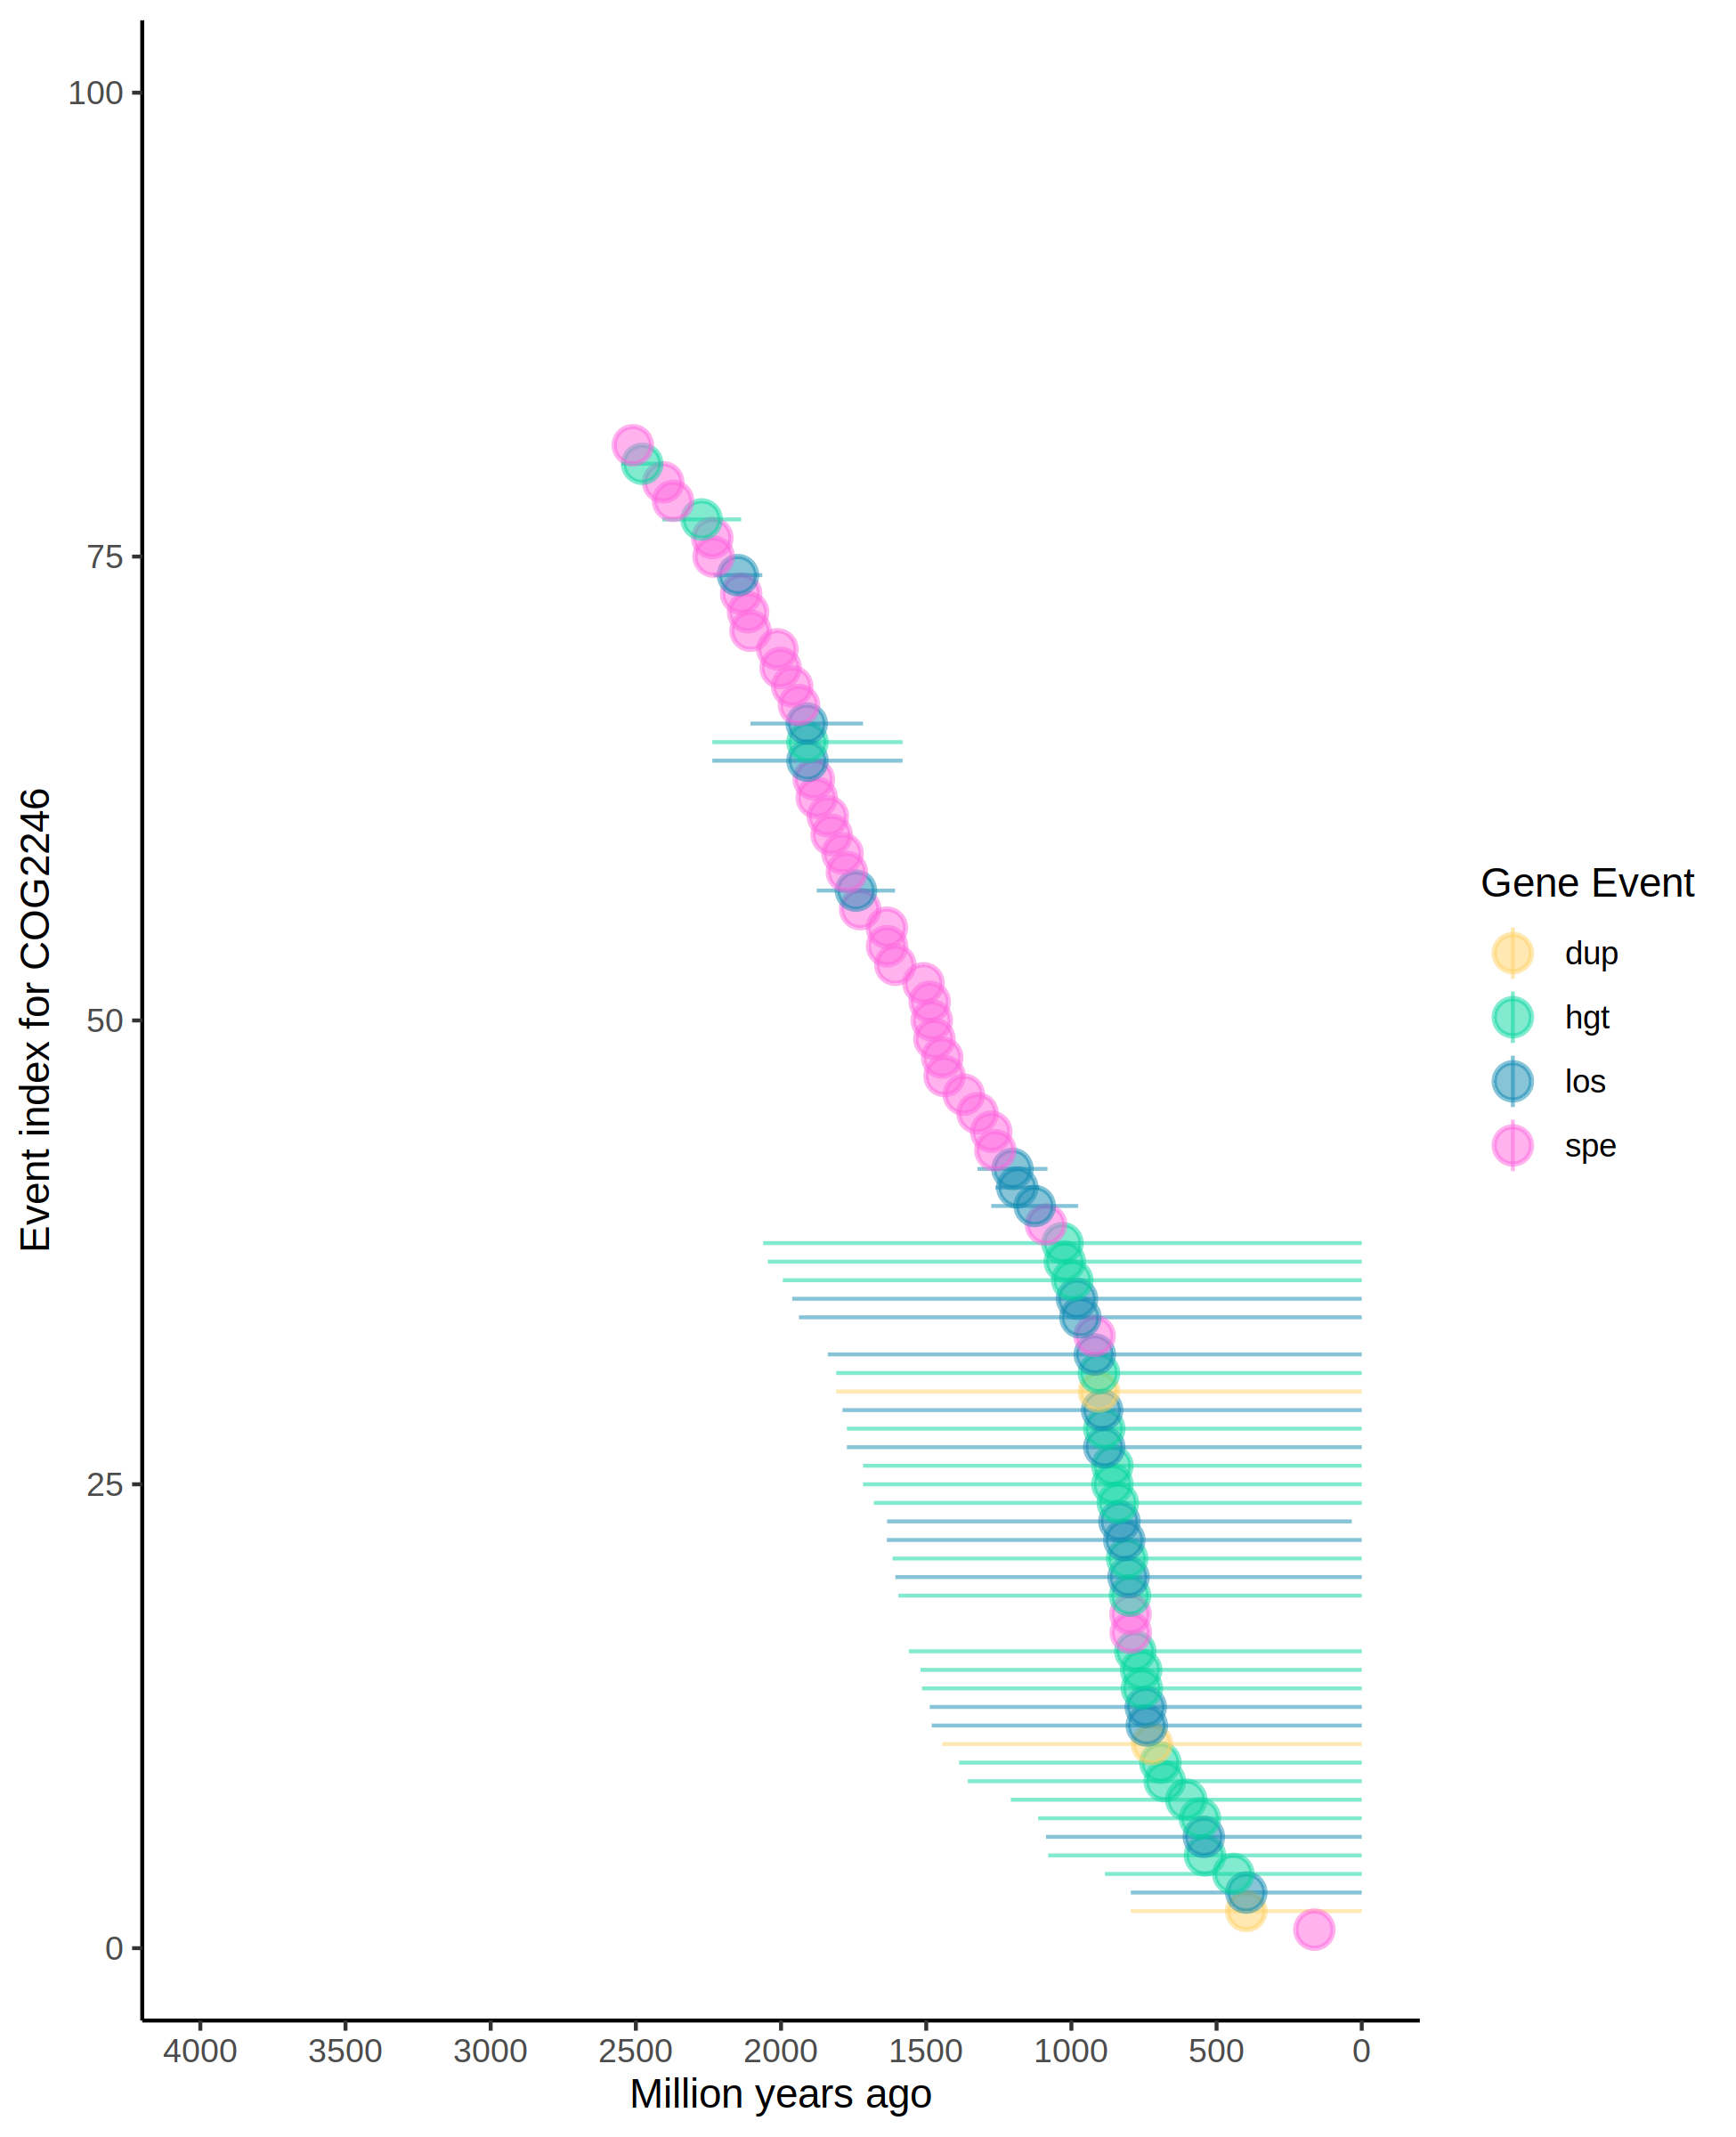 100
75
50
25
0
Event index for COG2246
4000 3500 3000 2500 2000 1500 1000 500 0
Million years ago
Gene Event
dup
hgt
los
spe